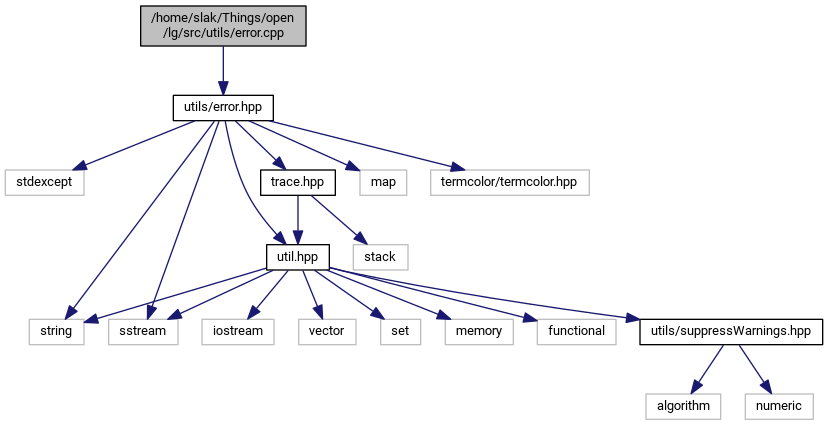 /home/slak/Things/open
/lg/src/utils/error.cpp
utils/error.hpp
stdexcept
trace.hpp
map
termcolor/termcolor.hpp
util.hpp
stack
string
sstream
iostream
vector
set
memory
functional
utils/suppressWarnings.hpp
algorithm
numeric